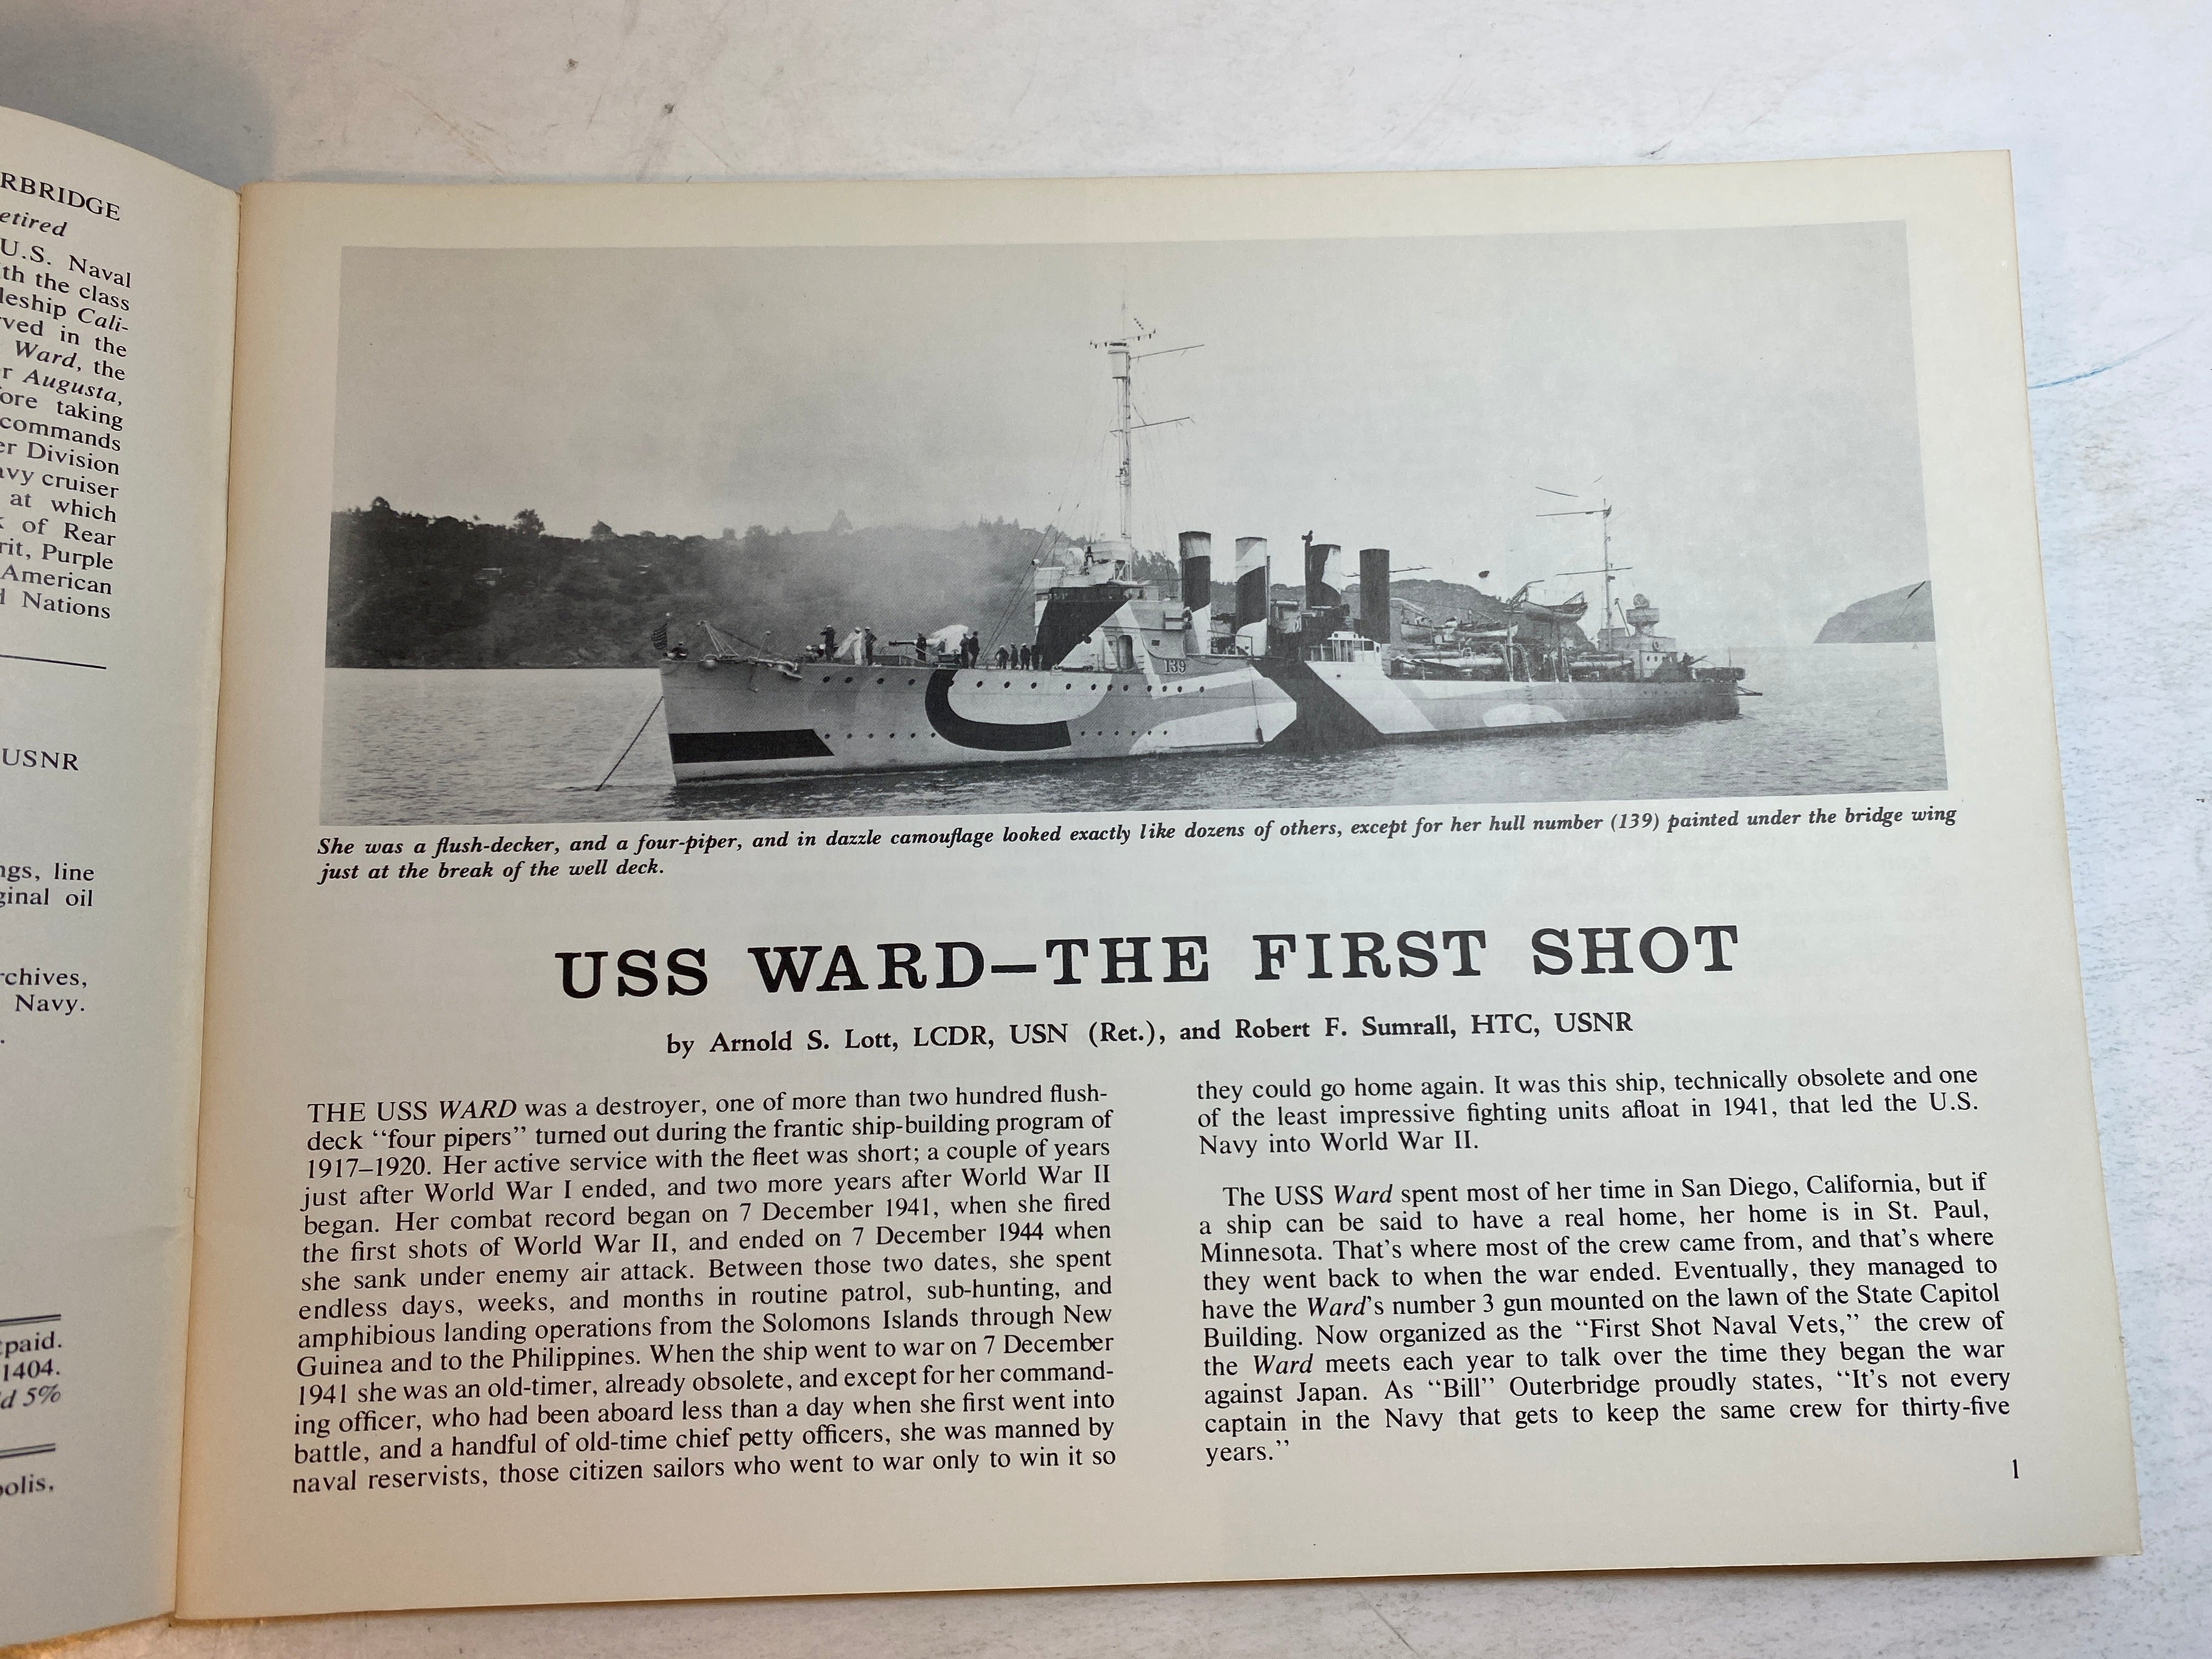 RBRIDGE
etired
U.S. Naval
th the class
leship Cali-
ved in the
Ward, the
r Augusta,
ore taking
commands
er Division
avy cruiser
at which
of Rear
rit, Purple
American
d Nations
USNR
ngs, line
ginal oil
rchives,
Navy.
paid.
1404.
d 5%
polis,
139
She was a flush-decker, and a four-piper, and in dazzle camouflage looked exactly like dozens of others, except for her hull number (139) painted under the bridge wing
just at the break of the well deck.
USS WARD—THE FIRST SHOT
by Arnold S. Lott, LCDR, USN (Ret.), and Robert F. Sumrall, HTC, USNR
THE USS WARD was a destroyer, one of more than two hundred flush-
deck “four pipers” turned out during the frantic ship-building program of
1917–1920. Her active service with the fleet was short; a couple of years
just after World War I ended, and two more years after World War II
began. Her combat record began on 7 December 1941, when she fired
the first shots of World War II, and ended on 7 December 1944 when
she sank under enemy air attack. Between those two dates, she spent
endless days, weeks, and months in routine patrol, sub-hunting, and
amphibious landing operations from the Solomons Islands through New
Guinea and to the Philippines. When the ship went to war on 7 December
1941 she was an old-timer, already obsolete, and except for her command-
ing officer, who had been aboard less than a day when she first went into
battle, and a handful of old-time chief petty officers, she was manned by
naval reservists, those citizen sailors who went to war only to win it so
they could go home again. It was this ship, technically obsolete and one
of the least impressive fighting units afloat in 1941, that led the U.S.
Navy into World War II.
The USS Ward spent most of her time in San Diego, California, but if
a ship can be said to have a real home, her home is in St. Paul,
Minnesota. That’s where most of the crew came from, and that’s where
they went back to when the war ended. Eventually, they managed to
have the Ward’s number 3 gun mounted on the lawn of the State Capitol
Building. Now organized as the “First Shot Naval Vets,” the crew of
the Ward meets each year to talk over the time they began the war
against Japan. As “Bill” Outerbridge proudly states, “It’s not every
captain in the Navy that gets to keep the same crew for thirty-five
years.”
1